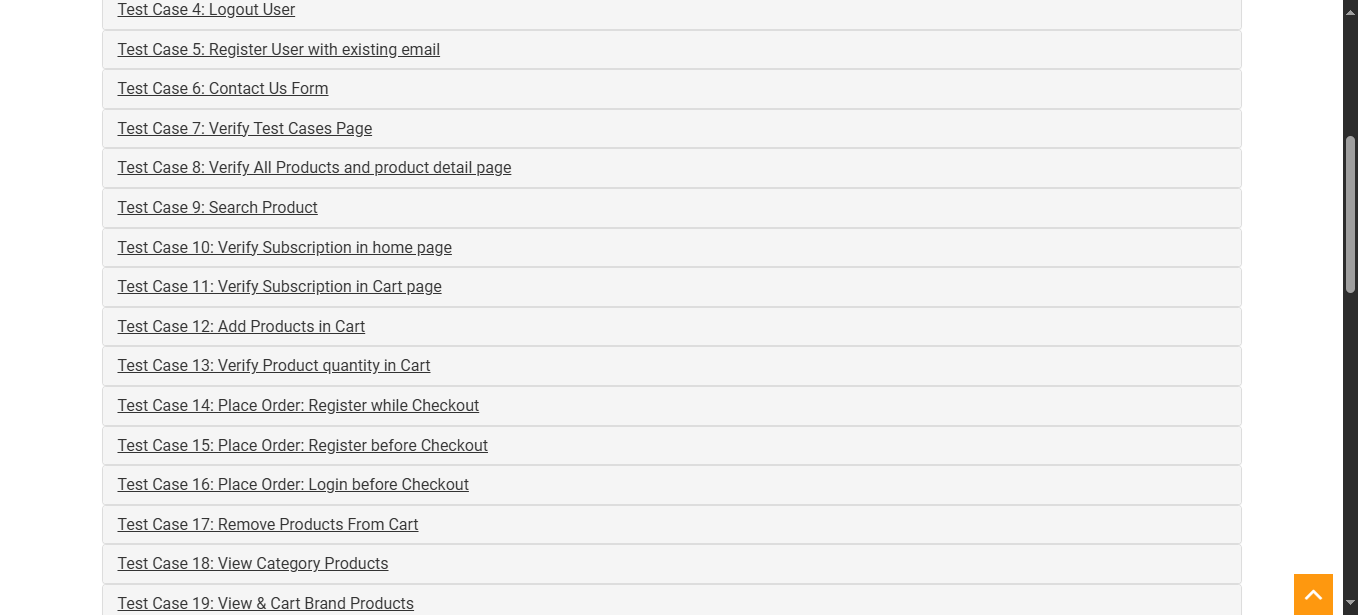 Test Case 4: Logout User
Test Case 5: Register User with existing email
Test Case 6: Contact Us Form
Test Case 7: Verify Test Cases Page
Test Case 8: Verify All Products and product detail page
Test Case 9: Search Product
Test Case 10: Verify Subscription in home page
Test Case 11: Verify Subscription in Cart page
Test Case 12: Add Products in Cart
Test Case 13: Verify Product quantity in Cart
Test Case 14: Place Order: Register while Checkout
Test Case 15: Place Order: Register before Checkout
Test Case 16: Place Order: Login before Checkout
Test Case 17: Remove Products From Cart
Test Case 18: View Category Products
Test Case 19: View & Cart Brand Products